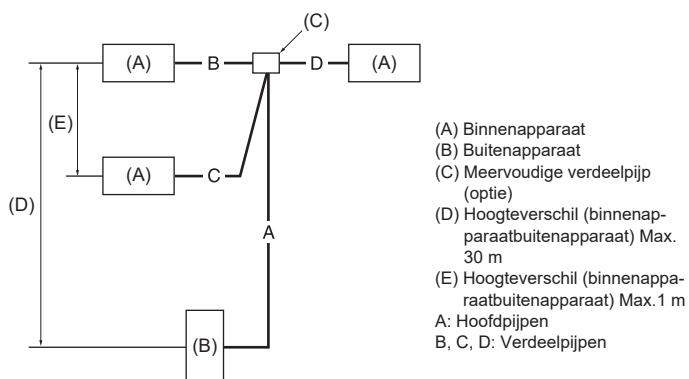 (C)
(A) B D (A)
(E)
(A) C
(D)
A
(B)
(A) Binnenapparaat
(B) Buitenapparaat
(C) Meervoudige verdeelpijp
(optie)
(D) Hoogteverschil (binnenap-
paraatbuitenapparaat) Max.
30 m
(E) Hoogteverschil (binnenappa-
raatbuitenapparaat) Max.1 m
A: Hoofdpijpen
B, C, D: Verdeelpijpen